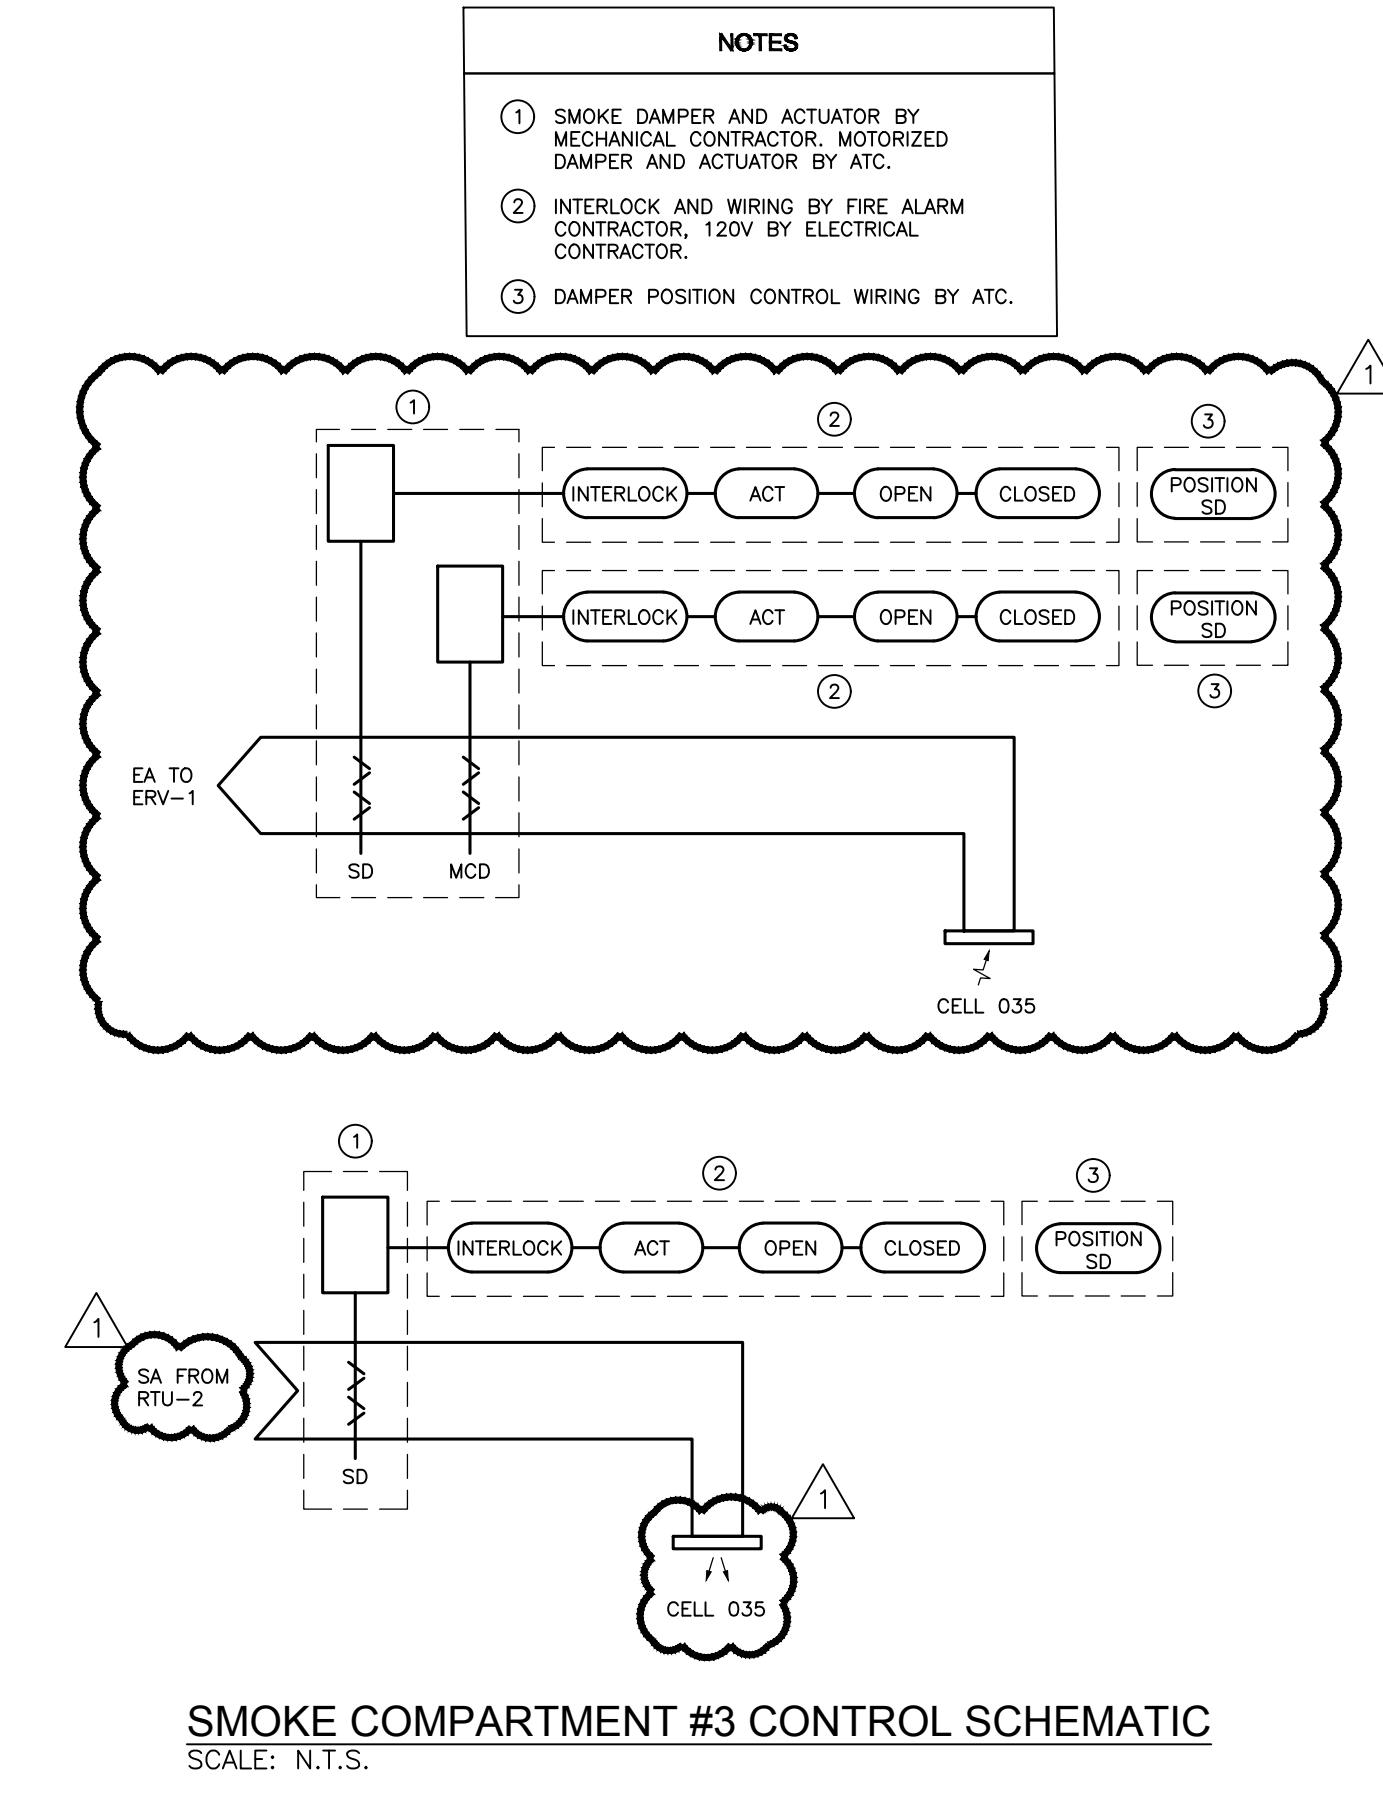 NOTES
1 SMOKE DAMPER AND ACTUATOR BY
MECHANICAL CONTRACTOR. MOTORIZED
DAMPER AND ACTUATOR BY ATC.
2 INTERLOCK AND WIRING BY FIRE ALARM
CONTRACTOR, 120V BY ELECTRICAL
CONTRACTOR.
3 DAMPER POSITION CONTROL WIRING BY ATC.
1
1
2
3
INTERLOCK ACT OPEN CLOSED
POSITION
SD
INTERLOCK ACT OPEN CLOSED
POSITION
SD
2
3
EA TO
ERV-1
SD
MCD
CELL 035
1
2
3
INTERLOCK ACT OPEN CLOSED
POSITION
SD
1
SA FROM
RTU-2
SD
1
CELL 035
SMOKE COMPARTMENT #3 CONTROL SCHEMATIC
SCALE: N.T.S.